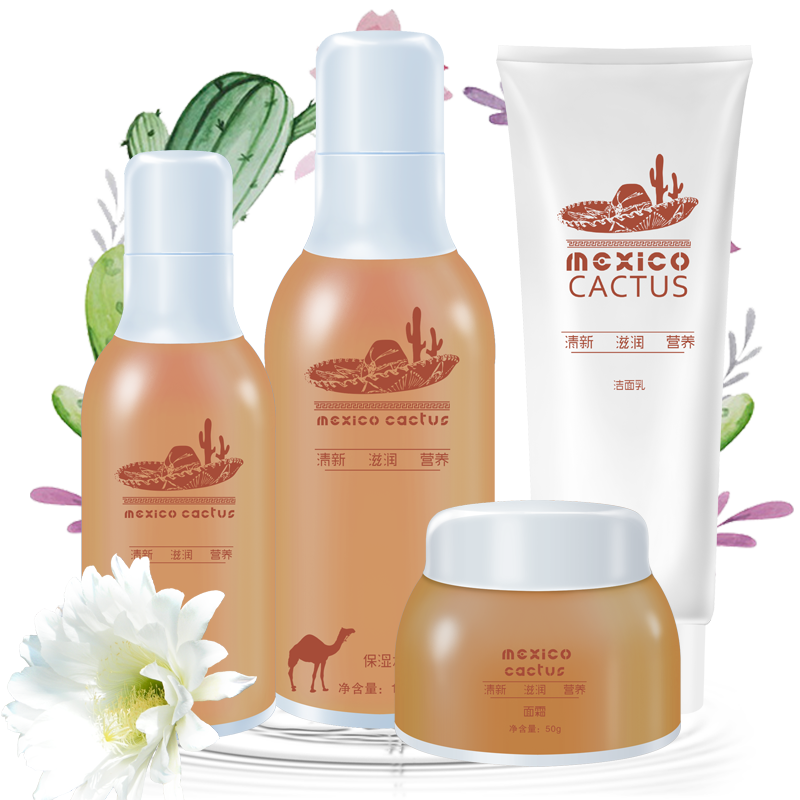 mexico cactus
清新 滋润 营养
mexico cactus
清新 滋润 营养
保湿
净含量：
mexico
CACTUS
清新 滋润 营养
洁面乳
mexico
cactus
清新 滋润 营养
面霜
净含量：50g